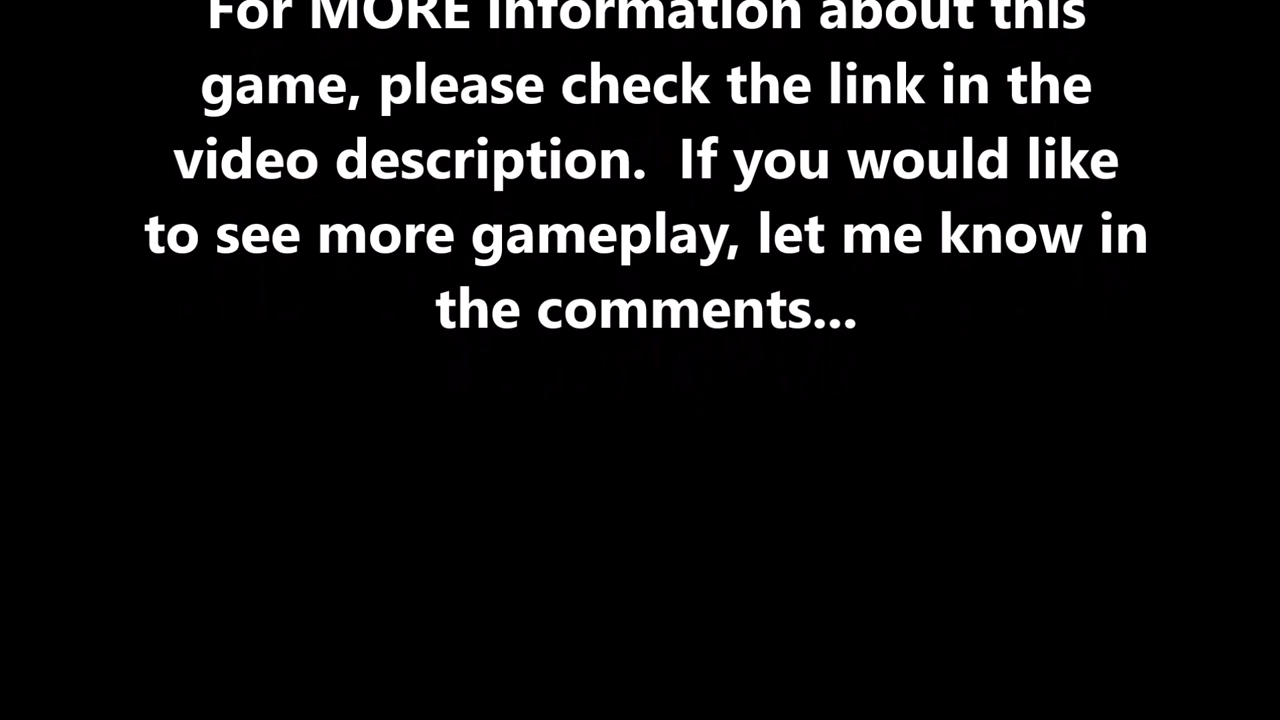 For MORE information about this
game, please check the link in the
video description.  If you would like
to see more gameplay, let me know in
the comments...